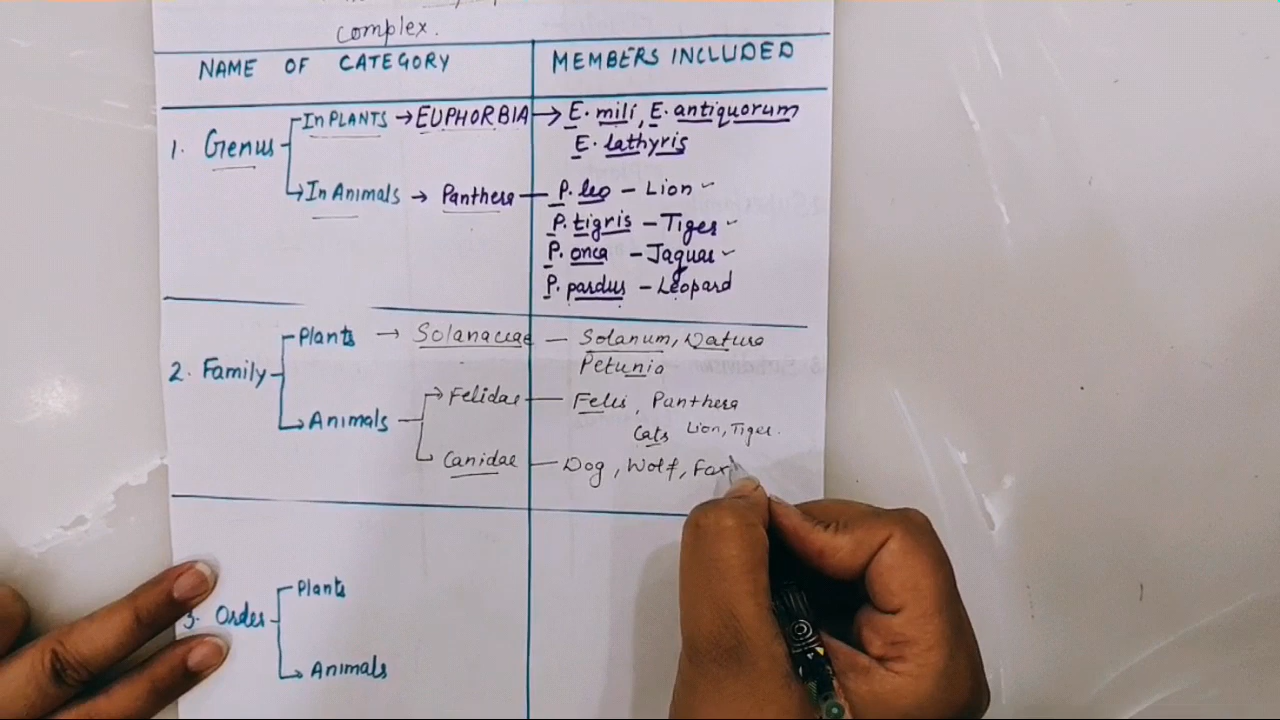 complex.
NAME OF CATEGORY MEMBERS INCLUDED
1. Genus In PLANTS → EUPHORBIA → E. mili, E. antiquorum
E. lathyris
In Animals → Panthera – P. leo – Lion
P. tigris – Tiger
P. onca – Jaguar
P. pardus – Leopard
2. Family Plants → Solanaceae – Solanum, Datura
Petunia
Animals Felidae – Felis, Panthera
Cats Lion, Tiger.
Canidae – Dog, Wolf, Fox
3. Order Plants
Animals